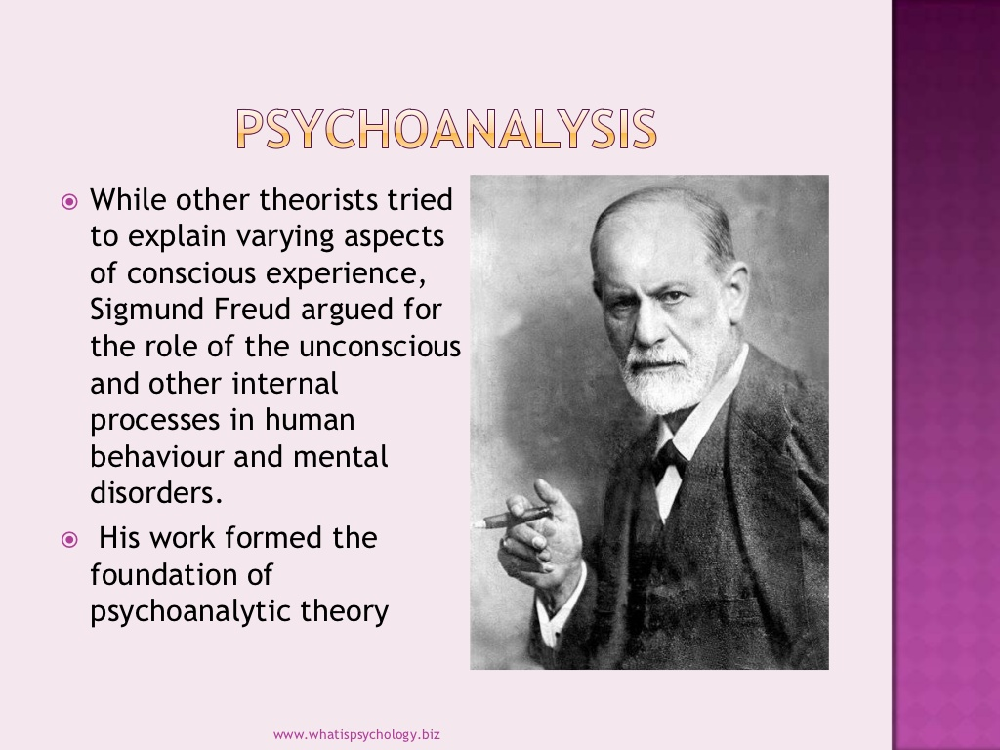 PSYCHOANALYSIS
While other theorists tried
to explain varying aspects
of conscious experience,
Sigmund Freud argued for
the role of the unconscious
and other internal
processes in human
behaviour and mental
disorders.
His work formed the
foundation of
psychoanalytic theory
www.whatispsychology.biz